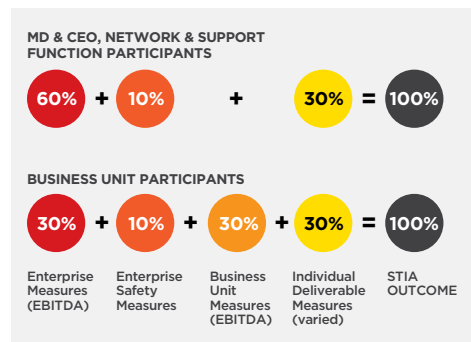 MD & CEO, NETWORK & SUPPORT
FUNCTION PARTICIPANTS
60% + 10% + 30% = 100%
BUSINESS UNIT PARTICIPANTS
30% + 10% + 30% + 30% = 100%
Enterprise Measures (EBITDA)
Enterprise Safety Measures
Business Unit Measures (EBITDA)
Individual Deliverable Measures (varied)
STIA OUTCOME